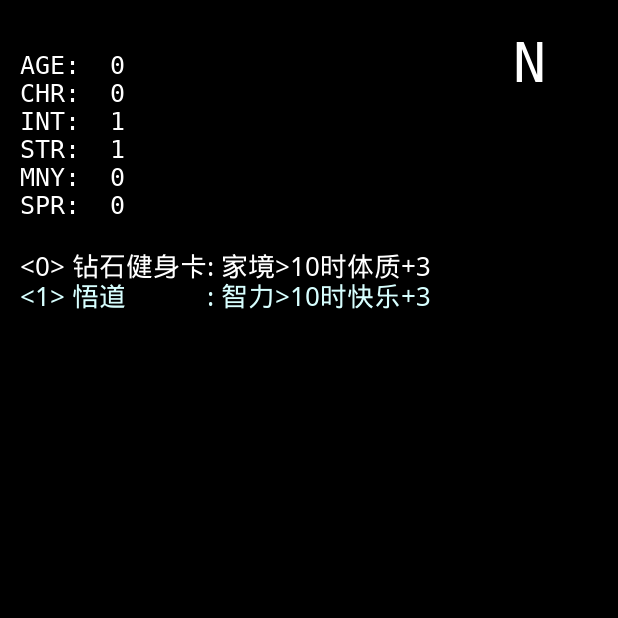 N
AGE: 0
CHR: 0
INT: 1
STR: 1
MNY: 0
SPR: 0
<0> 钻石健身卡: 家境>10时体质+3
<1> 悟道 : 智力>10时快乐+3